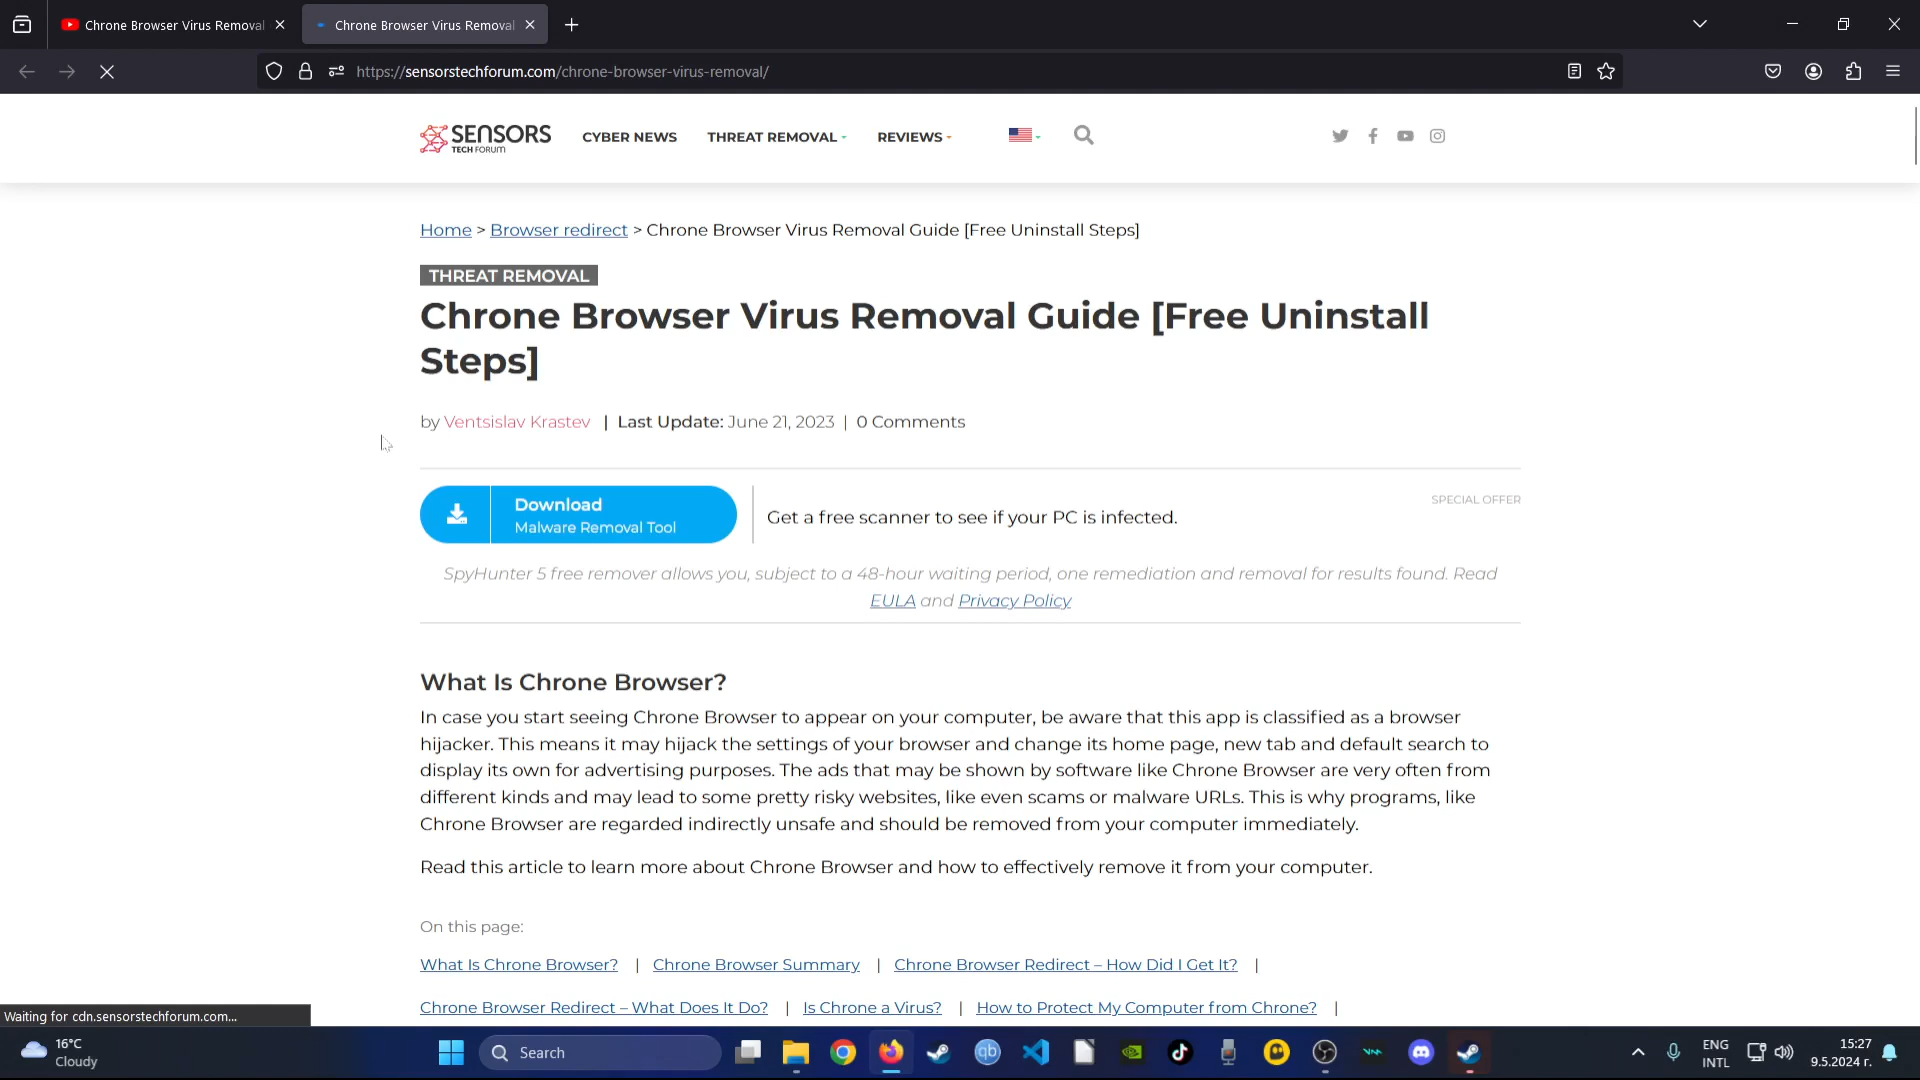 Chrone Browser Virus Removal
Chrone Browser Virus Removal
https://sensorstechforum.com/chrone-browser-virus-removal/
SENSORS
TECH FORUM
CYBER NEWS
THREAT REMOVAL
REVIEWS
Home > Browser redirect > Chrone Browser Virus Removal Guide [Free Uninstall Steps]
THREAT REMOVAL
Chrone Browser Virus Removal Guide [Free Uninstall
Steps]
by Ventsislav Krastev | Last Update: June 21, 2023 | 0 Comments
Download
Malware Removal Tool
Get a free scanner to see if your PC is infected.
SPECIAL OFFER
SpyHunter 5 free remover allows you, subject to a 48-hour waiting period, one remediation and removal for results found. Read
EULA and Privacy Policy
What Is Chrone Browser?
In case you start seeing Chrone Browser to appear on your computer, be aware that this app is classified as a browser
hijacker. This means it may hijack the settings of your browser and change its home page, new tab and default search to
display its own for advertising purposes. The ads that may be shown by software like Chrone Browser are very often from
different kinds and may lead to some pretty risky websites, like even scams or malware URLs. This is why programs, like
Chrone Browser are regarded indirectly unsafe and should be removed from your computer immediately.
Read this article to learn more about Chrone Browser and how to effectively remove it from your computer.
On this page:
What Is Chrone Browser? | Chrone Browser Summary | Chrone Browser Redirect – How Did I Get It? |
Chrone Browser Redirect – What Does It Do? | Is Chrone a Virus? | How to Protect My Computer from Chrone? |
Waiting for cdn.sensorstechforum.com...
16°C
Cloudy
Search
ENG
INTL
15:27
9.5.2024 г.